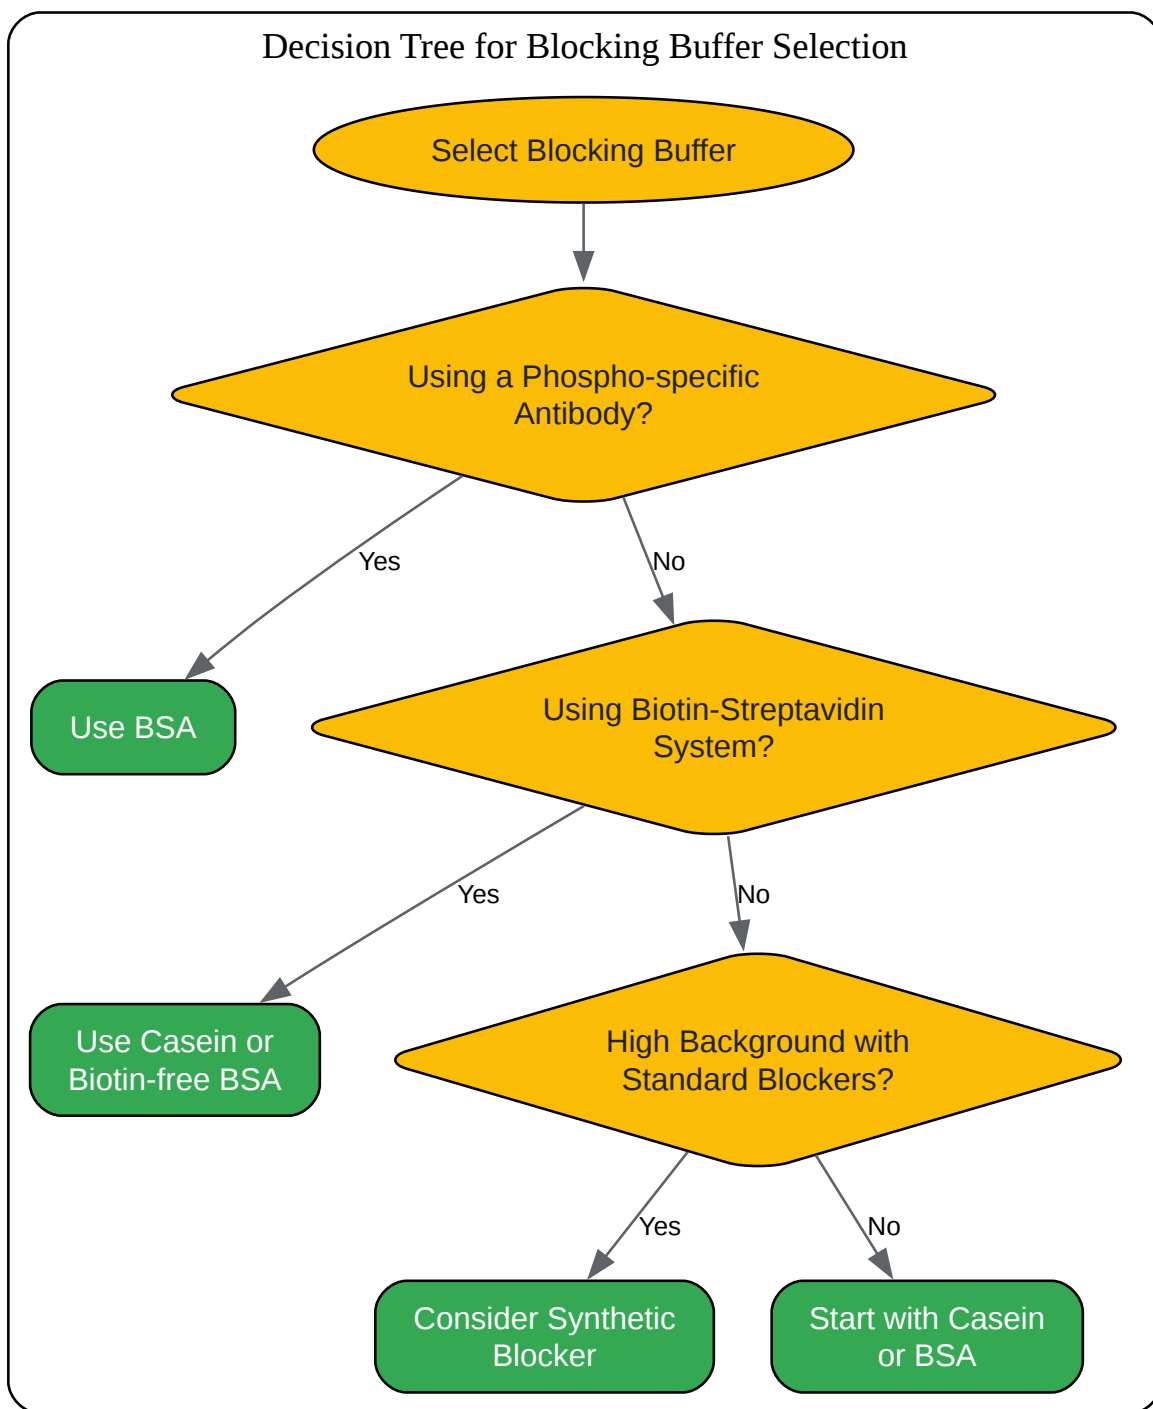 Decision Tree for Blocking Buffer Selection
Select Blocking Buffer
Using a Phospho-specific
Antibody?
Yes
No
Use BSA
Using Biotin-Streptavidin
System?
Yes
No
Use Casein or
Biotin-free BSA
High Background with
Standard Blockers?
Yes
No
Consider Synthetic
Blocker
Start with Casein
or BSA